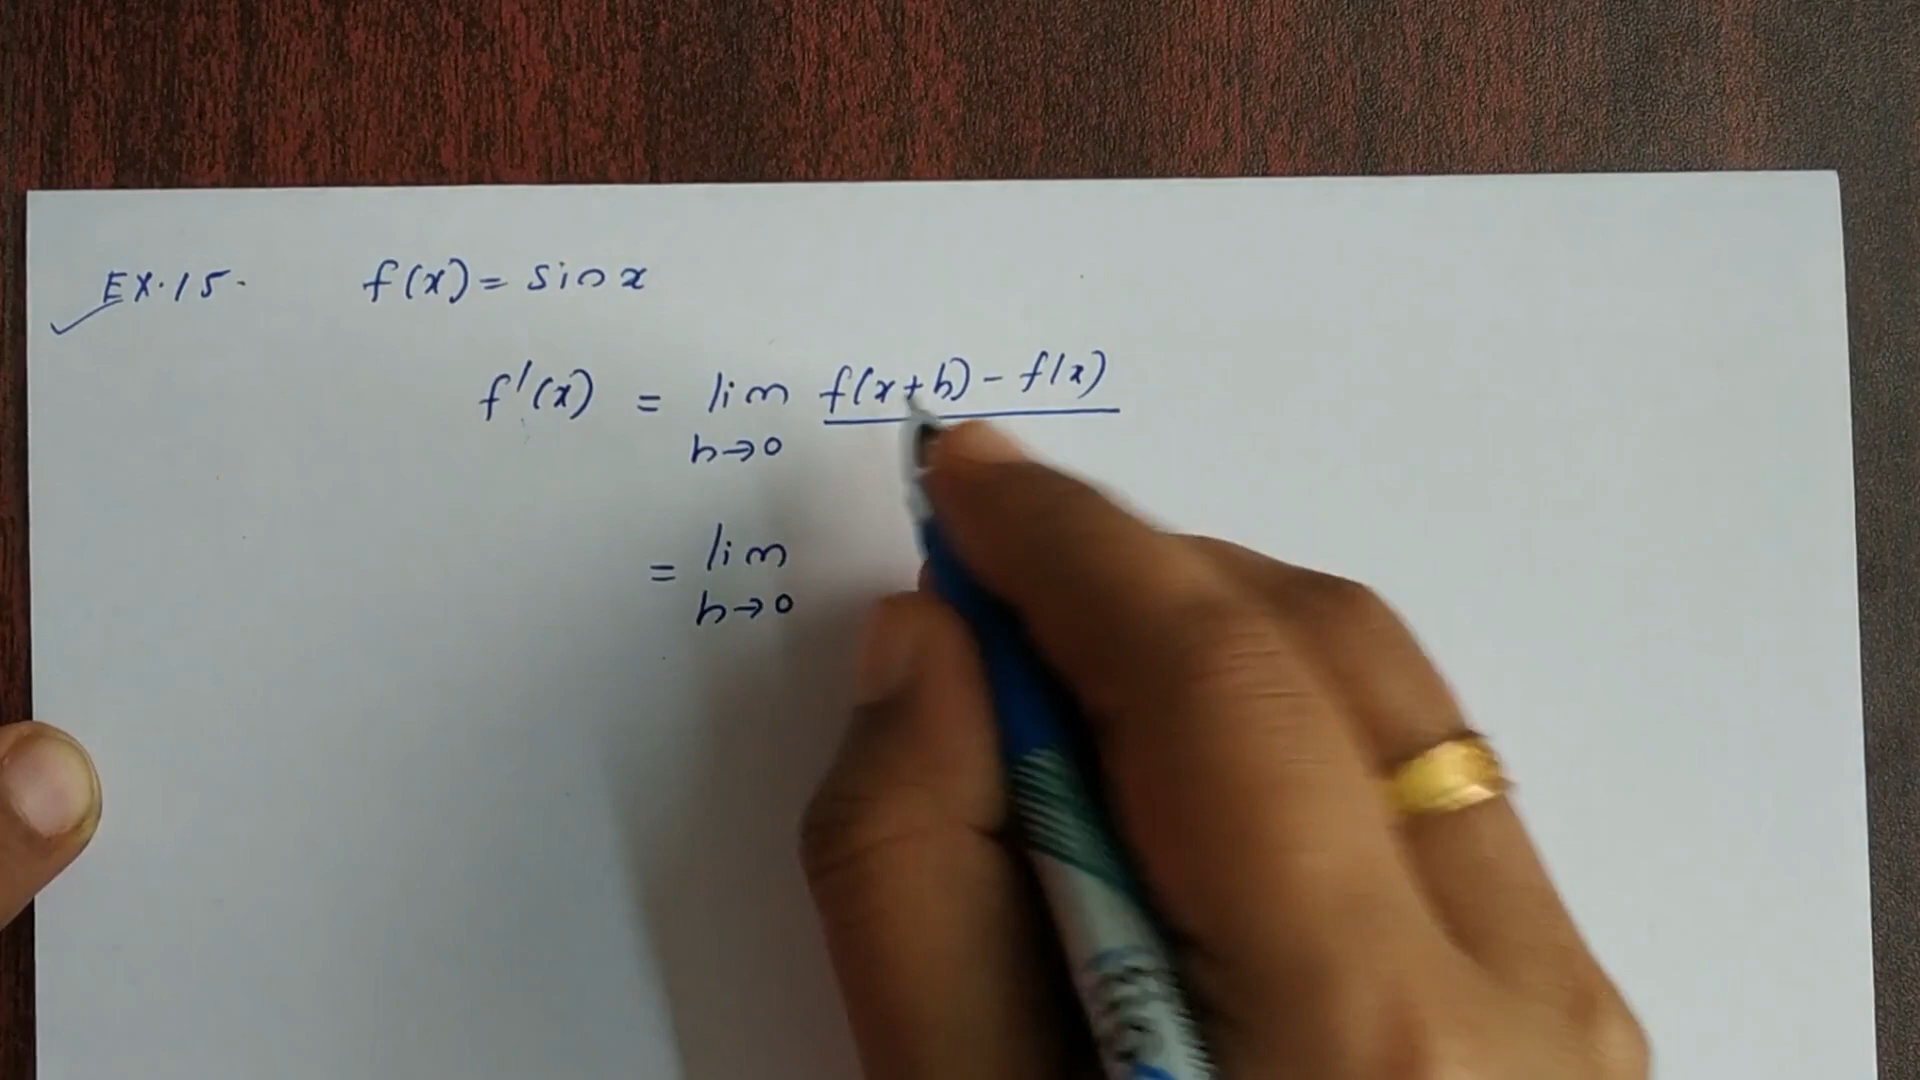 EX.15. f(x) = sin x
f'(x) = lim f(x+h) - f(x)
h→0
= lim
h→0